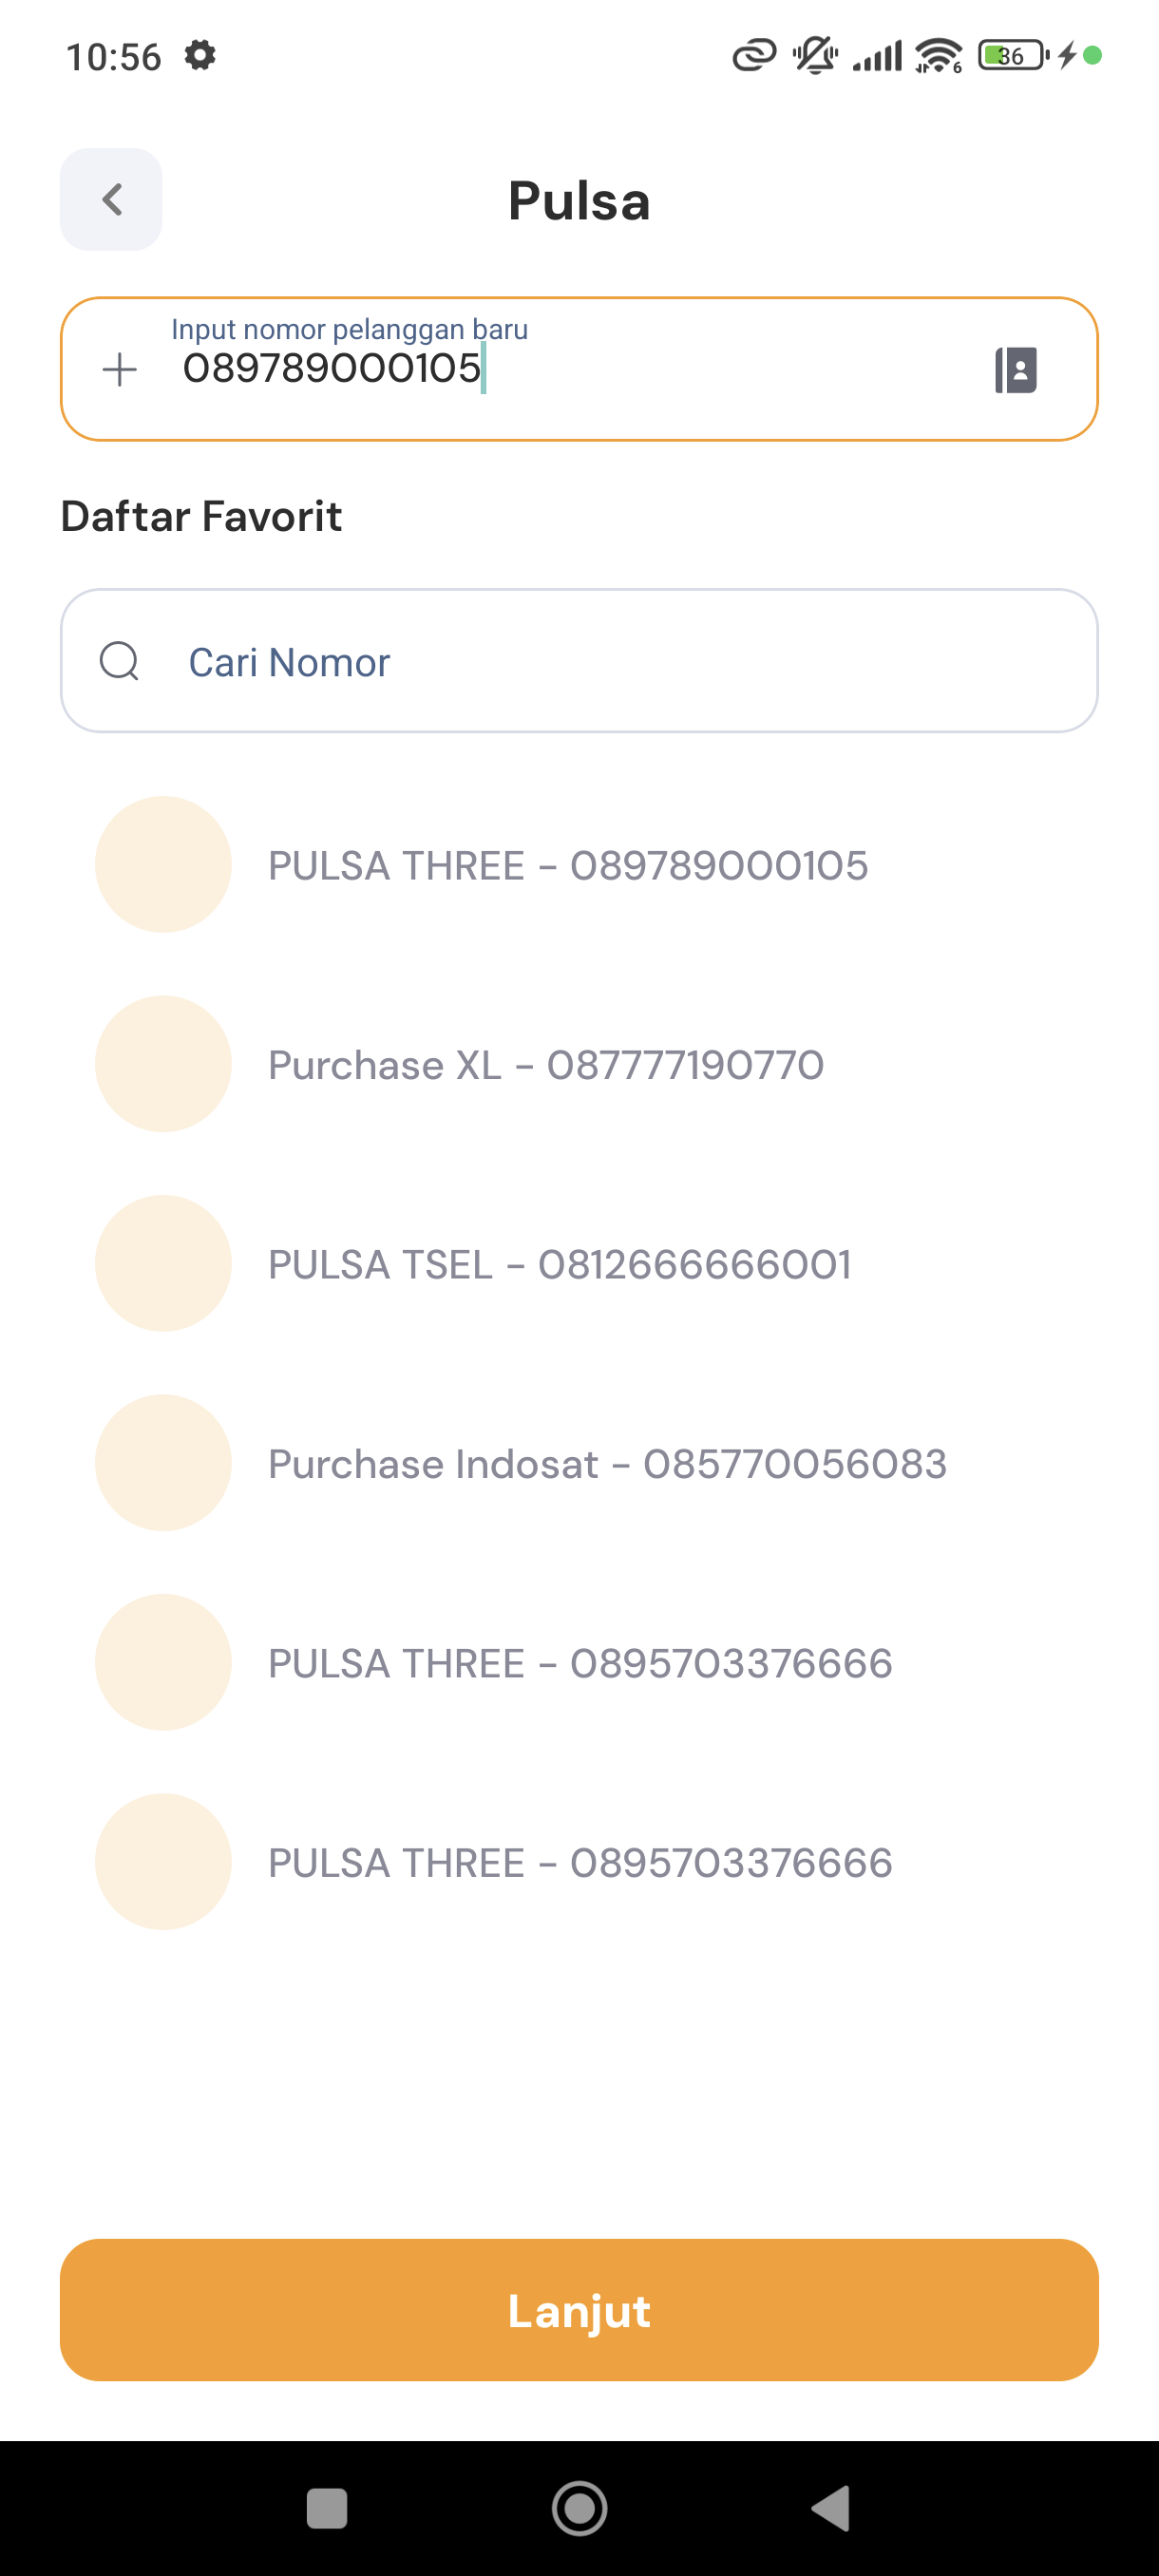 10:56
6
36
Pulsa
Input nomor pelanggan baru
089789000105
Daftar Favorit
Cari Nomor
PULSA THREE - 089789000105
Purchase XL - 087777190770
PULSA TSEL - 0812666666001
Purchase Indosat - 085770056083
PULSA THREE - 0895703376666
PULSA THREE - 0895703376666
Lanjut